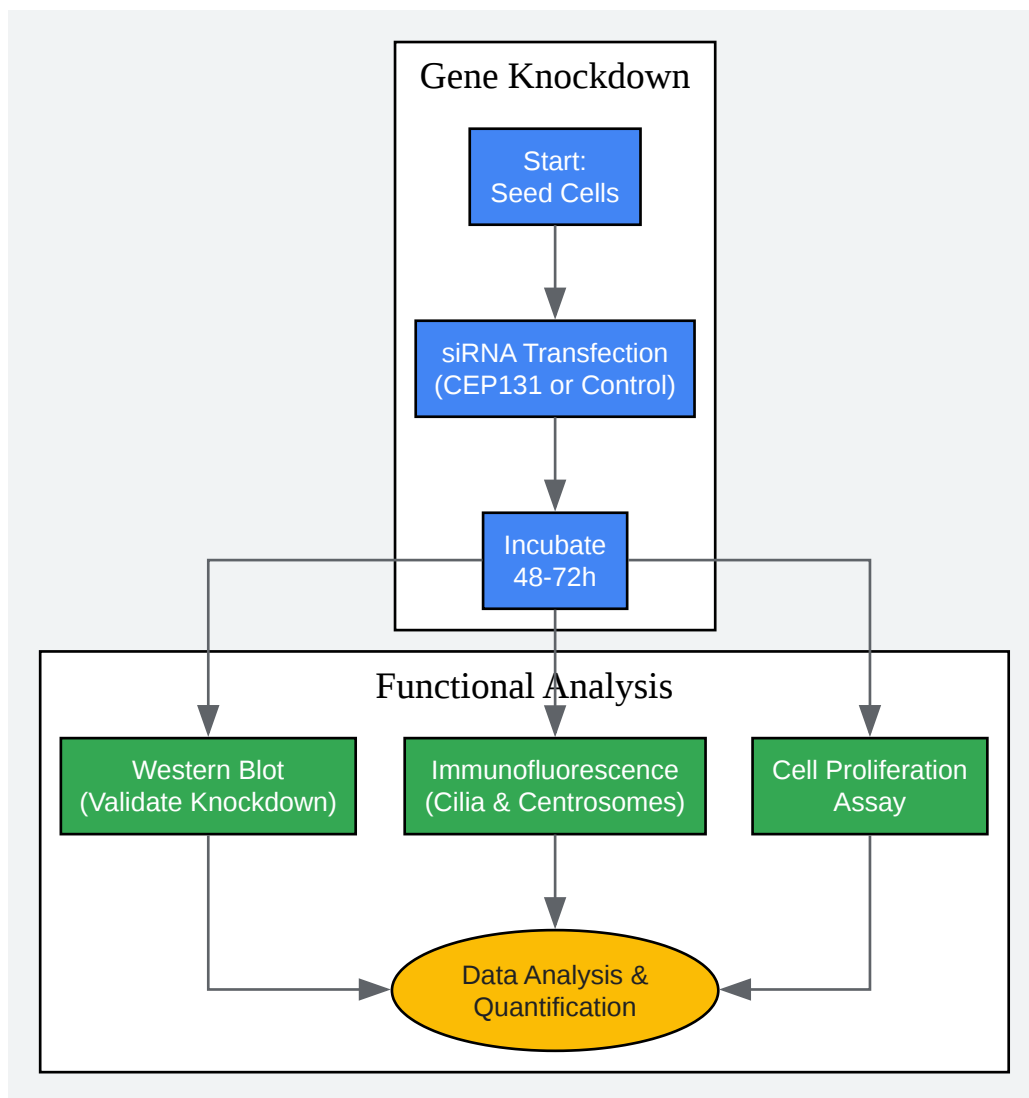 Gene Knockdown
Start:
Seed Cells
siRNA Transfection
(CEP131 or Control)
Incubate
48-72h
Functional Analysis
Western Blot
(Validate Knockdown)
Immunofluorescence
(Cilia & Centrosomes)
Cell Proliferation
Assay
Data Analysis &
Quantification